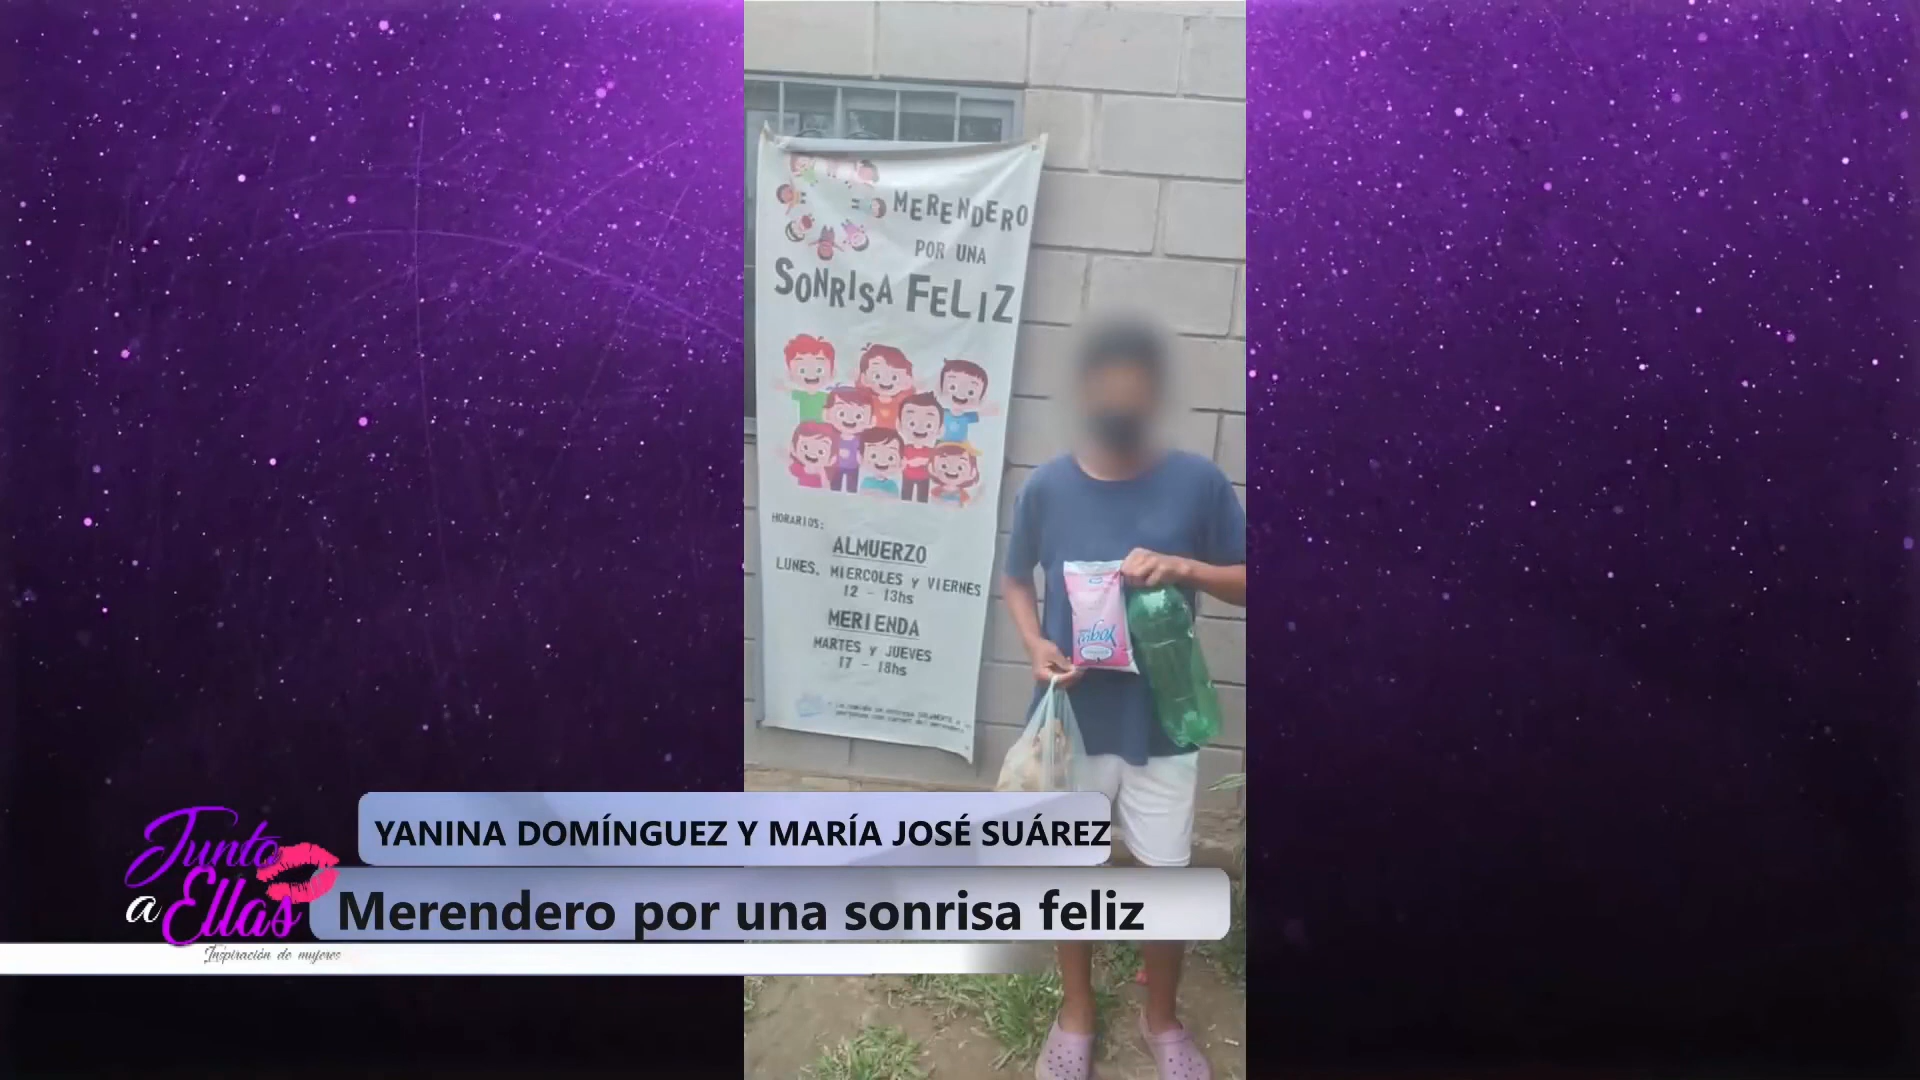 MERENDERO
POR UNA
SONRISA FELIZ
HORARIOS:
ALMUERZO
LUNES, MIERCOLES y VIERNES
12 - 13hs
MERIENDA
MARTES y JUEVES
17 - 18hs
Yogur
YANINA DOMÍNGUEZ Y MARÍA JOSÉ SUÁREZ
Merendero por una sonrisa feliz
Junto
a Ellas
Inspiración de mujeres